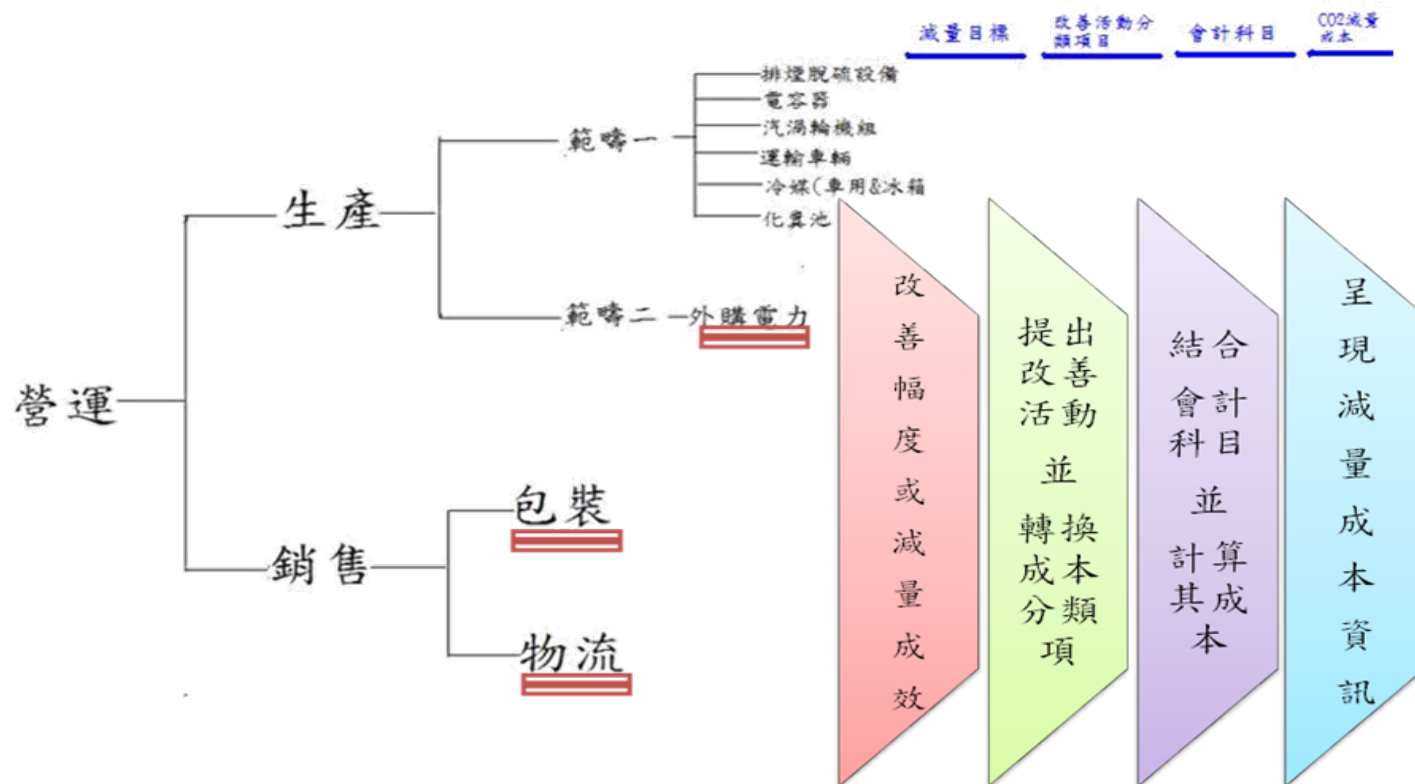 減量目標
改善活動分
類項目
會計科目
CO2減量
成本
營運
生產
範疇一
排煙脫硫設備
電容器
汽渦輪機組
運輸車輛
冷媒(車用&冰箱
化糞池
範疇二
外購電力
銷售
包裝
物流
改
善
幅
度
或
減
量
成
效
提出
改善
活動
並
轉換
成本
分類
項
結合
會計
科目
並
計算
其成
本
呈
現
減
量
成
本
資
訊